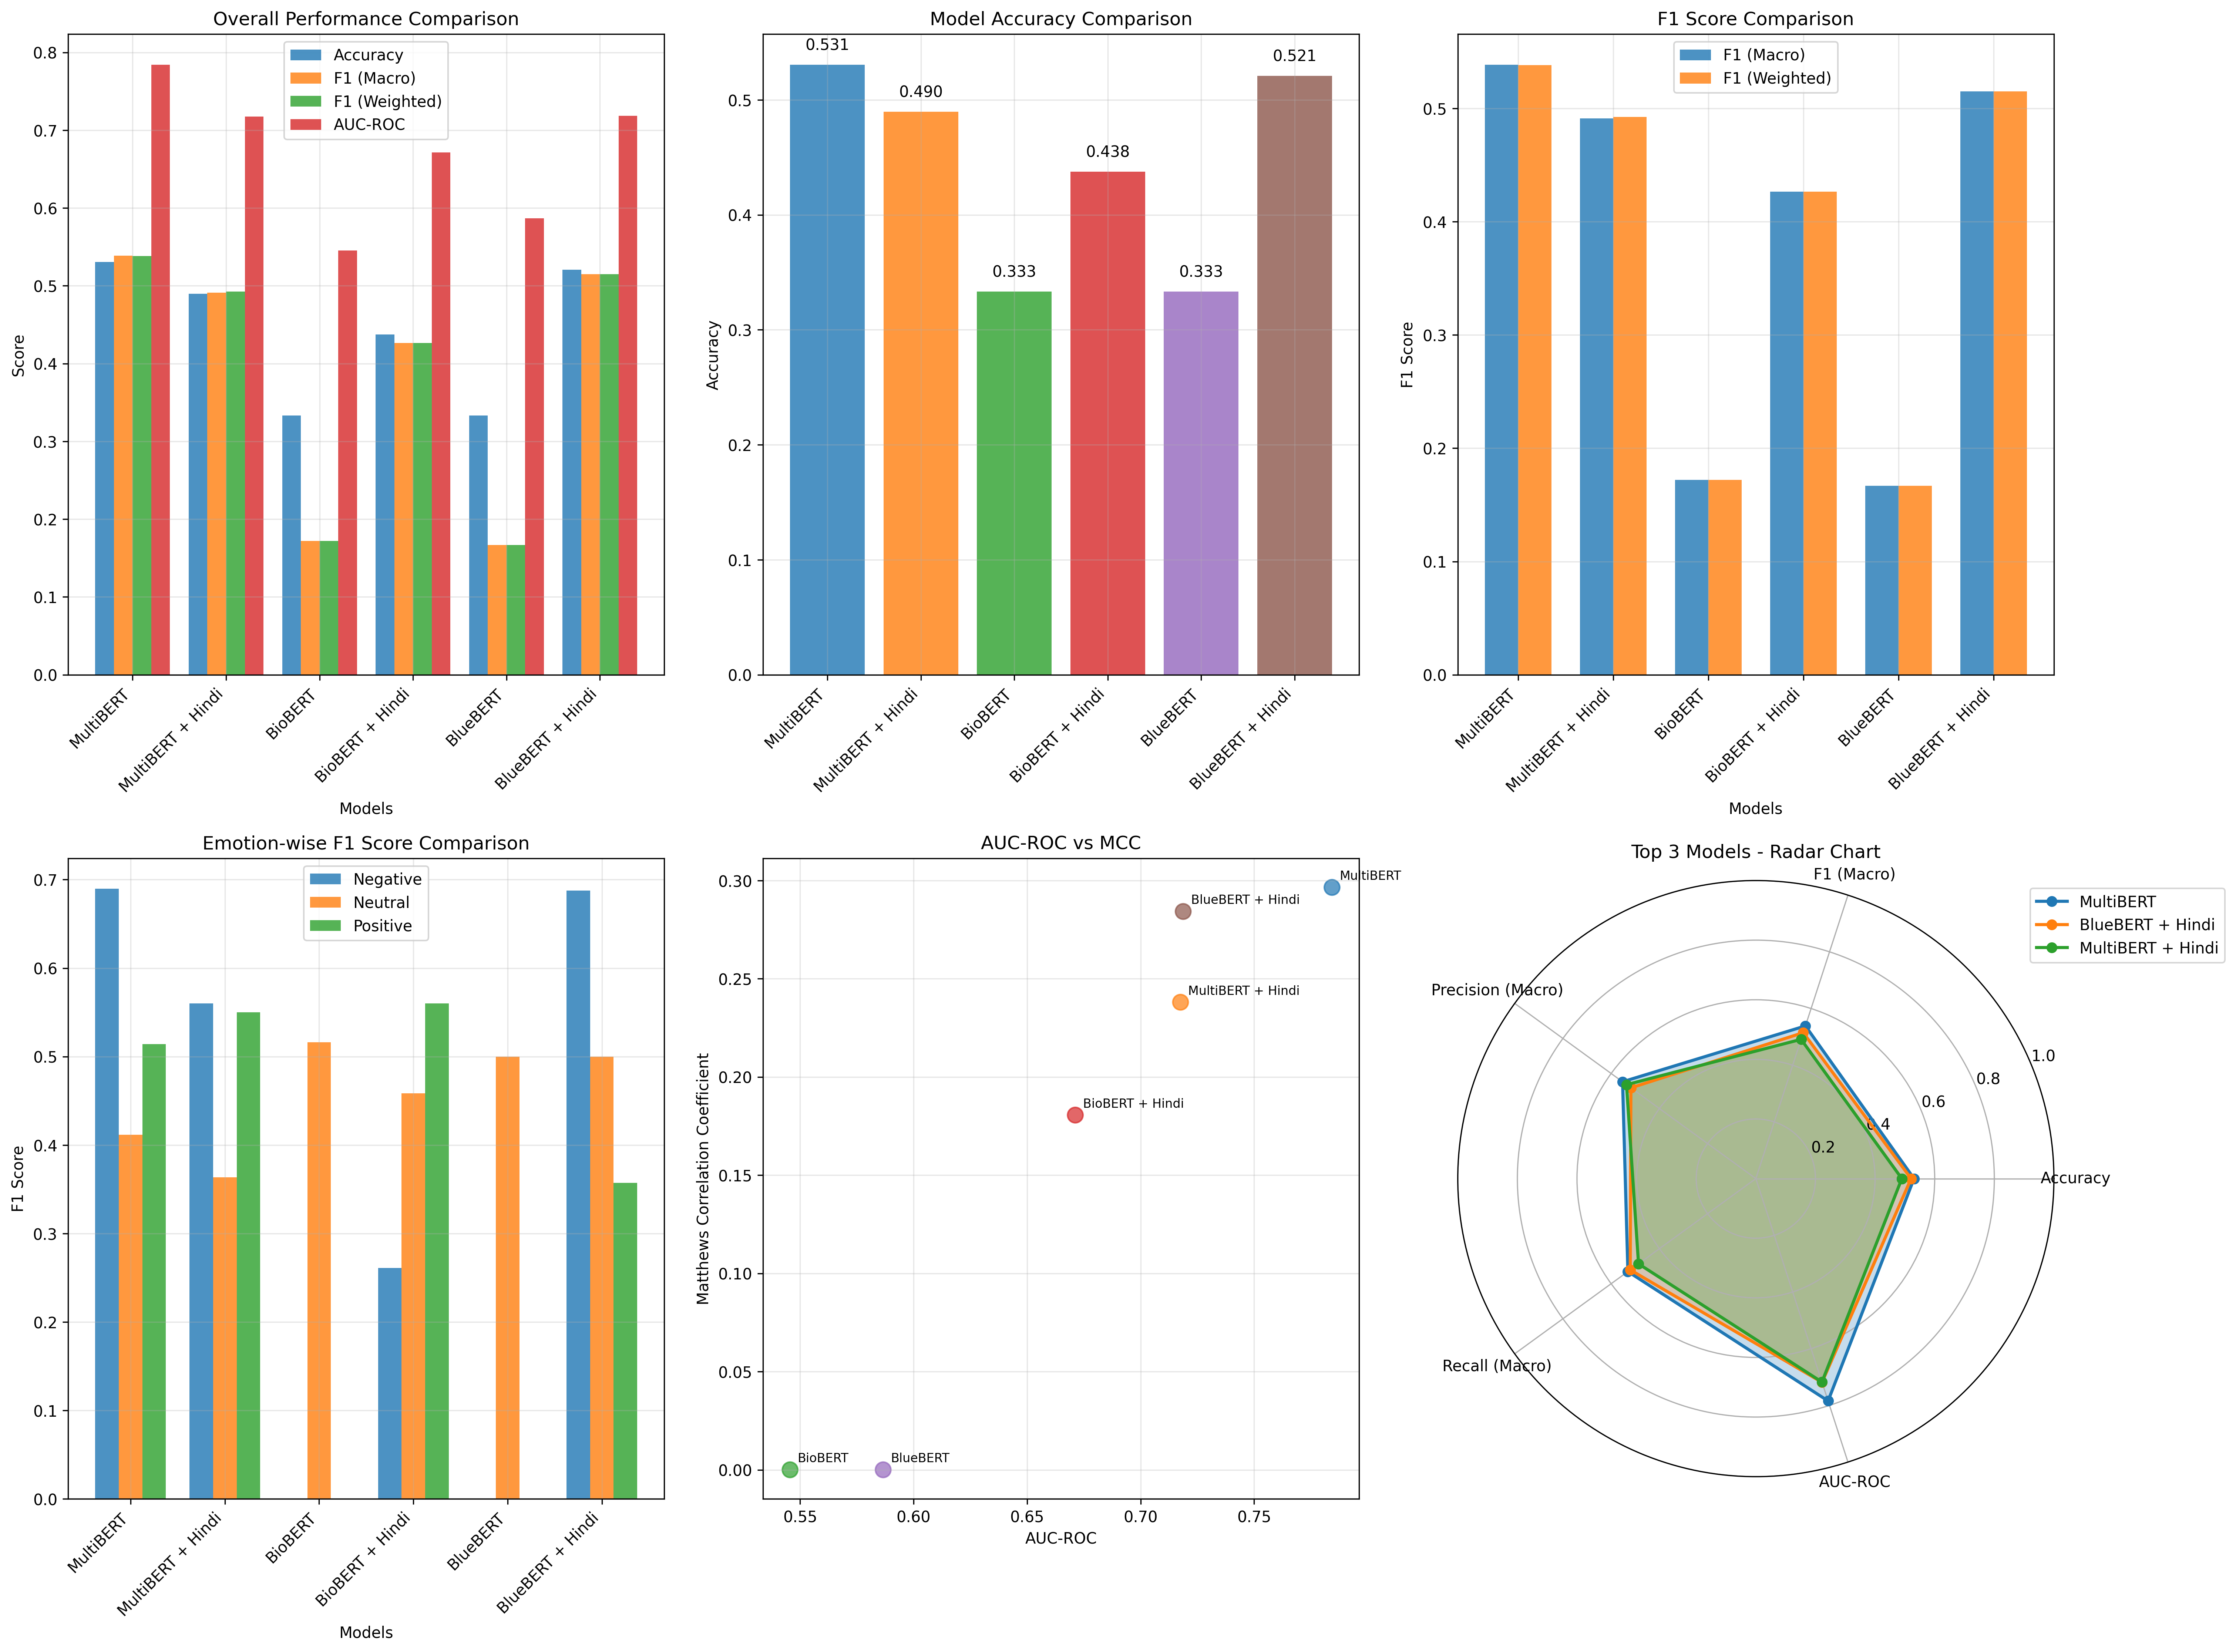 Overall Performance Comparison
Accuracy
F1 (Macro)
F1 (Weighted)
AUC-ROC
Score
0.8
0.7
0.6
0.5
0.4
0.3
0.2
0.1
0.0
MultiBERT
MultiBERT + Hindi
BioBERT
BioBERT + Hindi
BlueBERT
BlueBERT + Hindi
Models
Model Accuracy Comparison
0.531
0.490
0.333
0.438
0.333
0.521
Accuracy
0.5
0.4
0.3
0.2
0.1
0.0
MultiBERT
MultiBERT + Hindi
BioBERT
BioBERT + Hindi
BlueBERT
BlueBERT + Hindi
F1 Score Comparison
F1 (Macro)
F1 (Weighted)
F1 Score
0.5
0.4
0.3
0.2
0.1
0.0
MultiBERT
MultiBERT + Hindi
BioBERT
BioBERT + Hindi
BlueBERT
BlueBERT + Hindi
Models
Emotion-wise F1 Score Comparison
Negative
Neutral
Positive
F1 Score
0.7
0.6
0.5
0.4
0.3
0.2
0.1
0.0
MultiBERT
MultiBERT + Hindi
BioBERT
BioBERT + Hindi
BlueBERT
BlueBERT + Hindi
Models
AUC-ROC vs MCC
MultiBERT
BlueBERT + Hindi
MultiBERT + Hindi
BioBERT + Hindi
BioBERT
BlueBERT
Matthews Correlation Coefficient
0.30
0.25
0.20
0.15
0.10
0.05
0.00
0.55
0.60
0.65
0.70
0.75
AUC-ROC
Top 3 Models - Radar Chart
F1 (Macro)
MultiBERT
BlueBERT + Hindi
MultiBERT + Hindi
Precision (Macro)
1.0
0.8
0.6
0.4
0.2
Accuracy
Recall (Macro)
AUC-ROC